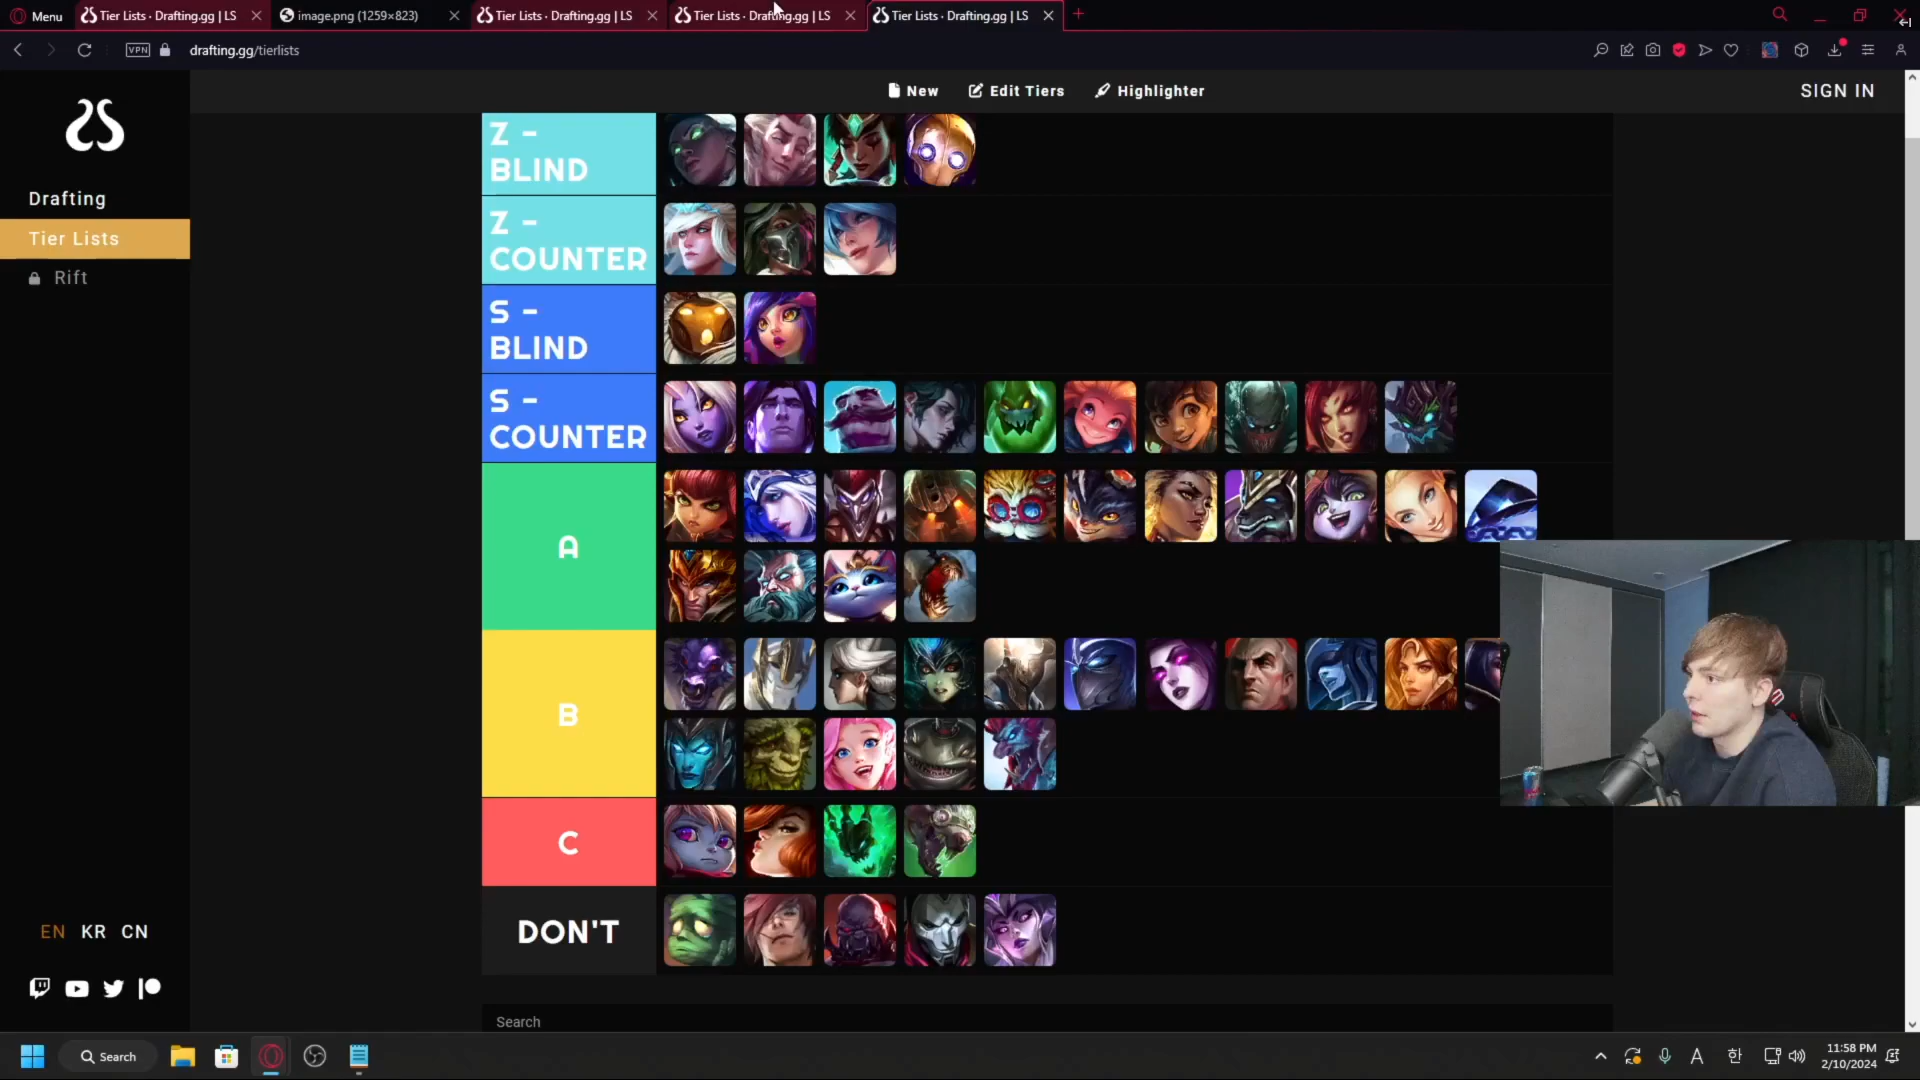 Menu
Tier Lists · Drafting.gg | LS
image.png (1259×823)
Tier Lists · Drafting.gg | LS
Tier Lists · Drafting.gg | LS
Tier Lists · Drafting.gg | LS
VPN
drafting.gg/tierlists
New
Edit Tiers
Highlighter
SIGN IN
Drafting
Tier Lists
Rift
Z -
BLIND
Z -
COUNTER
S -
BLIND
S -
COUNTER
A
B
C
DON'T
Search
EN KR CN
Search
A
한
11:58 PM
2/10/2024